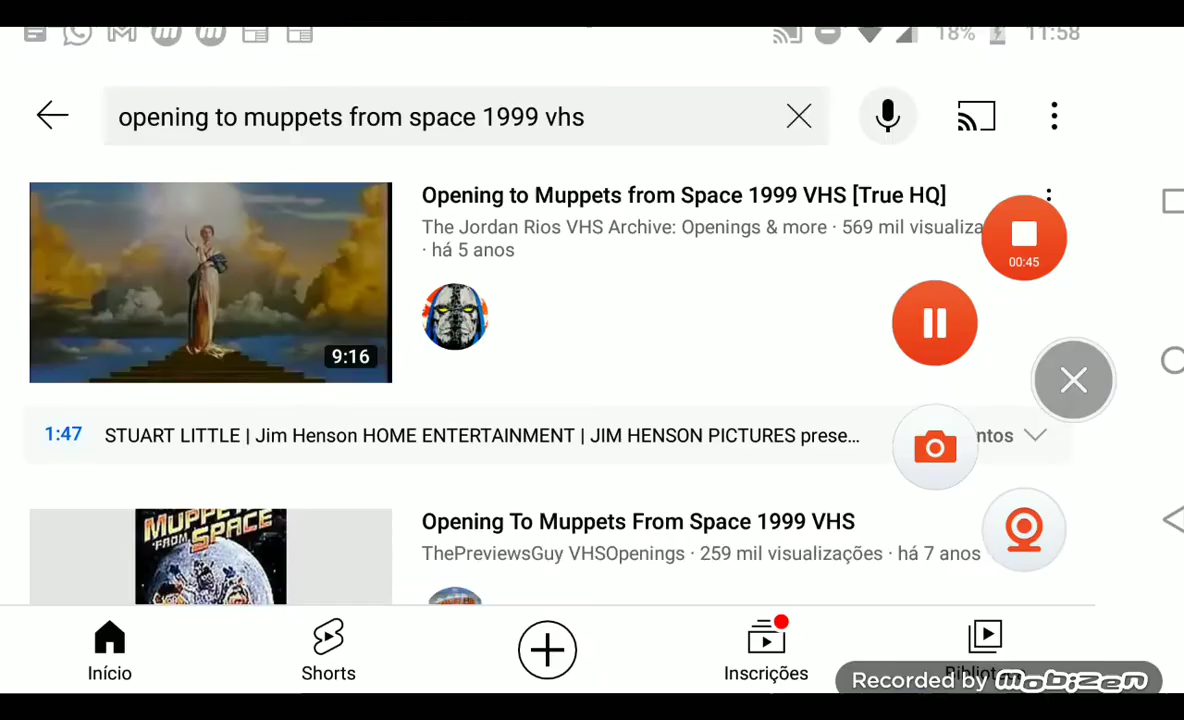 18% 11:58
opening to muppets from space 1999 vhs
Opening to Muppets from Space 1999 VHS [True HQ]
The Jordan Rios VHS Archive: Openings & more · 569 mil visualiza
· há 5 anos
00:45
9:16
1:47 STUART LITTLE | Jim Henson HOME ENTERTAINMENT | JIM HENSON PICTURES prese... ntos
MUPPETS
FROM SPACE
Opening To Muppets From Space 1999 VHS
ThePreviewsGuy VHSOpenings · 259 mil visualizações · há 7 anos
Início Shorts Inscrições
Recorded by mobizen